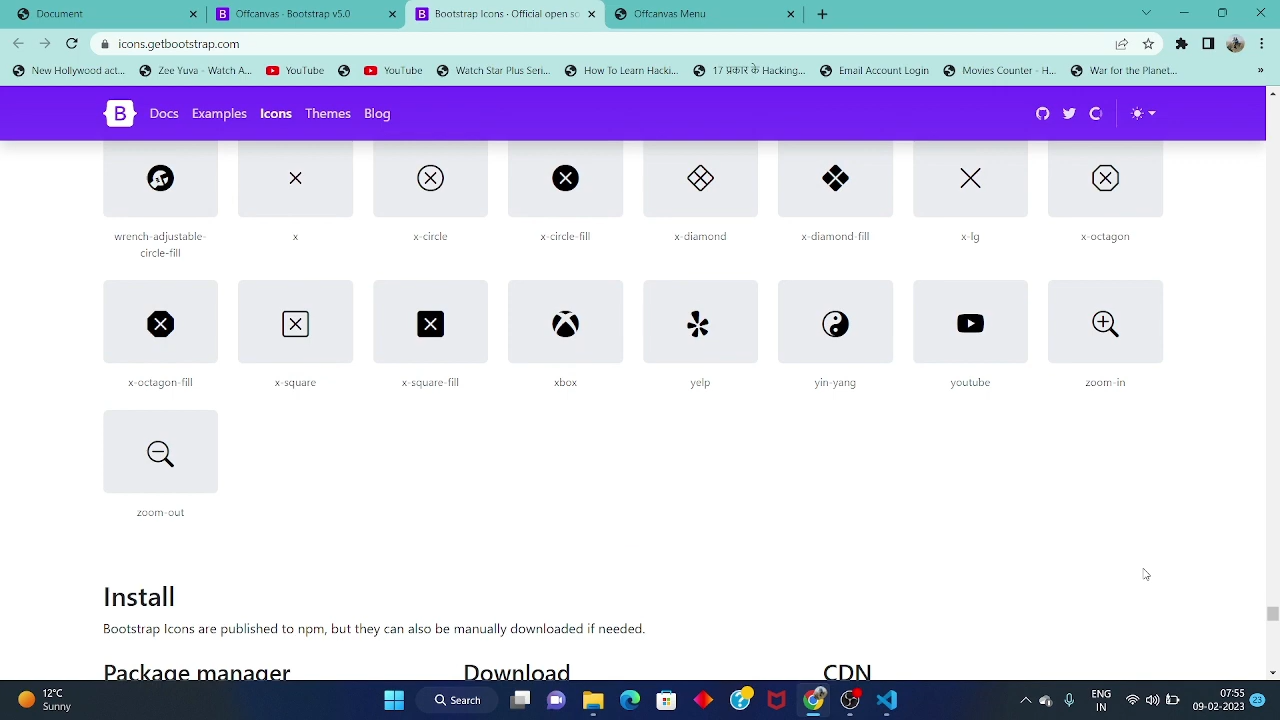 Document
Offcanvas · Bootstrap v5.0
Bootstrap Icons · Official open so
Offcanvas Menu
icons.getbootstrap.com
New Hollywood act...
Zee Yuva - Watch A...
YouTube
YouTube
Watch Star Plus Seri...
How To Learn Hacki...
17 प्रकार के Hacking...
Email Account Login
Movies Counter - H...
War for the Planet...
»
B
Docs
Examples
Icons
Themes
Blog
wrench-adjustable-
circle-fill
x
x-circle
x-circle-fill
x-diamond
x-diamond-fill
x-lg
x-octagon
x-octagon-fill
x-square
x-square-fill
xbox
yelp
yin-yang
youtube
zoom-in
zoom-out
Install
Bootstrap Icons are published to npm, but they can also be manually downloaded if needed.
Package manager
Download
CDN
12°C
Sunny
Search
ENG
IN
07:55
09-02-2023
23